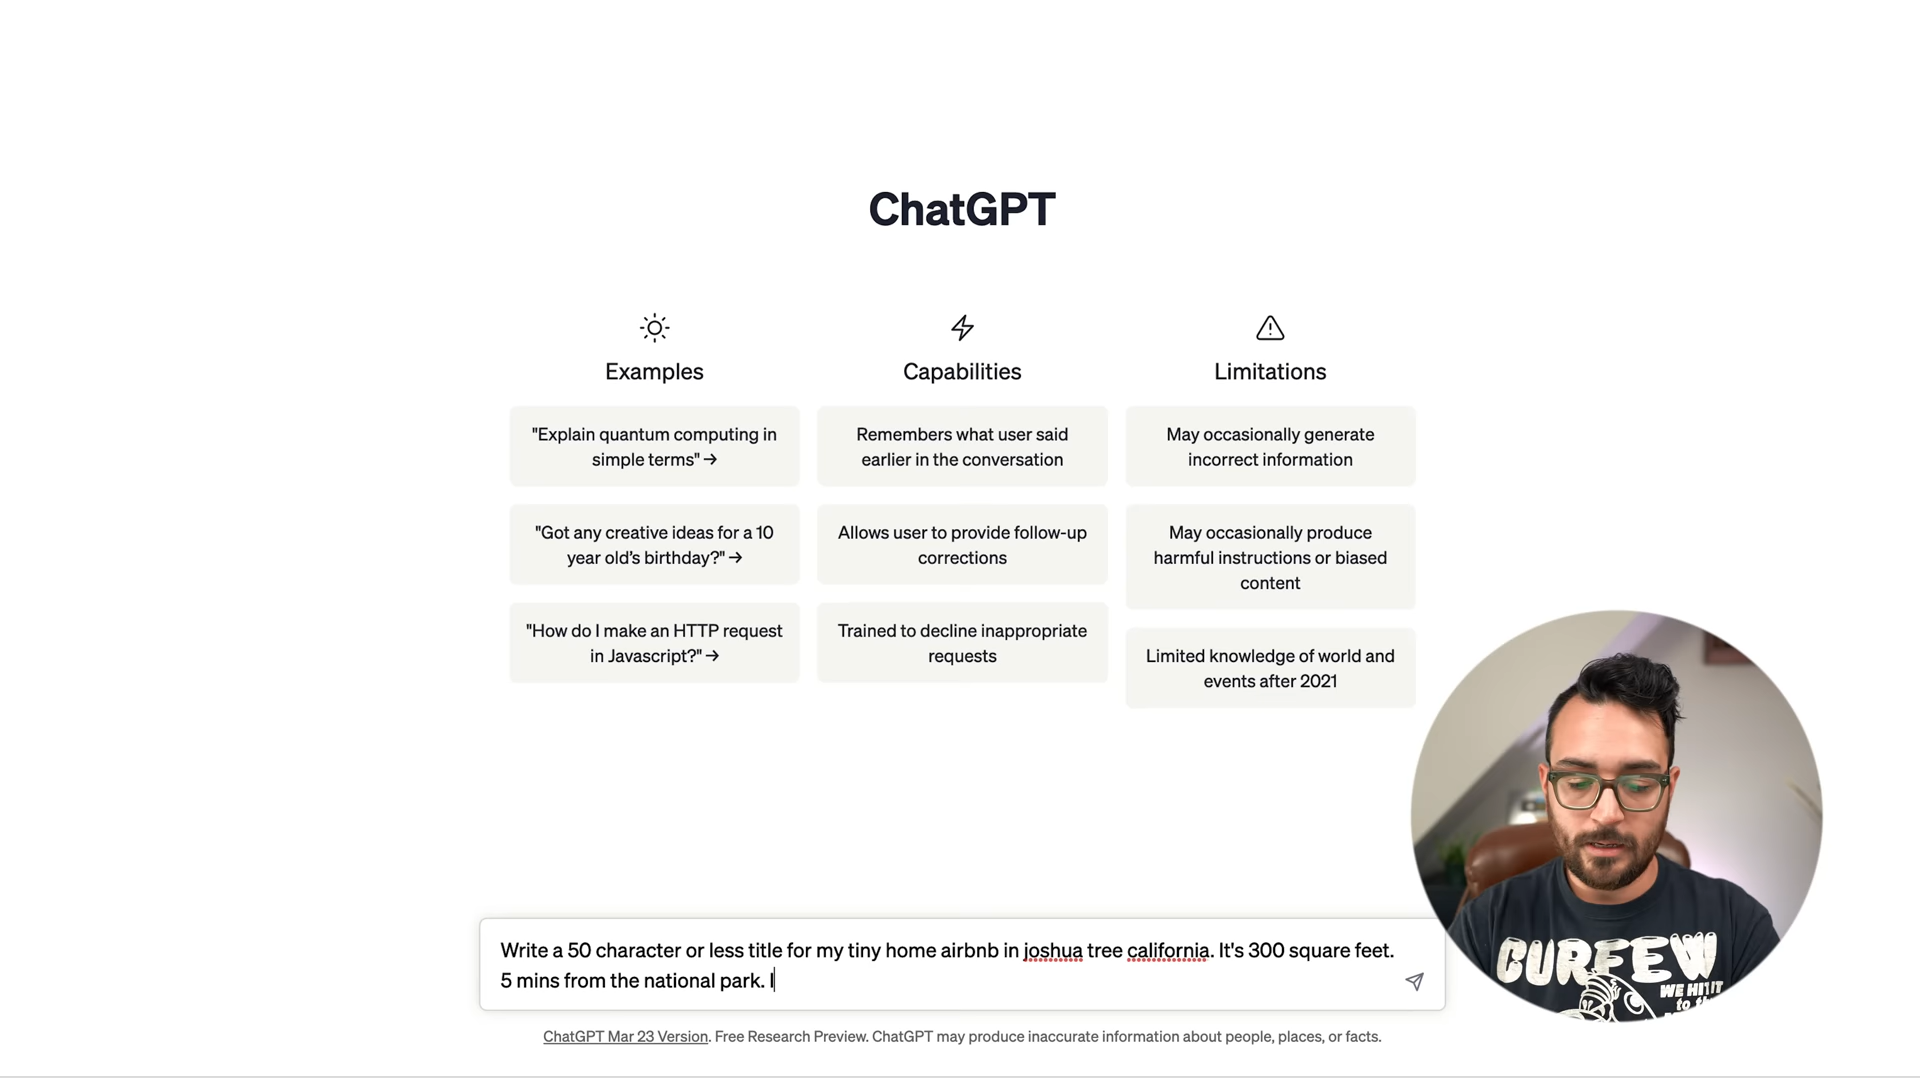 ChatGPT
Examples
"Explain quantum computing in
simple terms" →
"Got any creative ideas for a 10
year old's birthday?" →
"How do I make an HTTP request
in Javascript?" →
Capabilities
Remembers what user said
earlier in the conversation
Allows user to provide follow-up
corrections
Trained to decline inappropriate
requests
Limitations
May occasionally generate
incorrect information
May occasionally produce
harmful instructions or biased
content
Limited knowledge of world and
events after 2021
Write a 50 character or less title for my tiny home airbnb in joshua tree california. It's 300 square feet.
5 mins from the national park. I
ChatGPT Mar 23 Version. Free Research Preview. ChatGPT may produce inaccurate information about people, places, or facts.
CURFEW
WE HIT IT
to